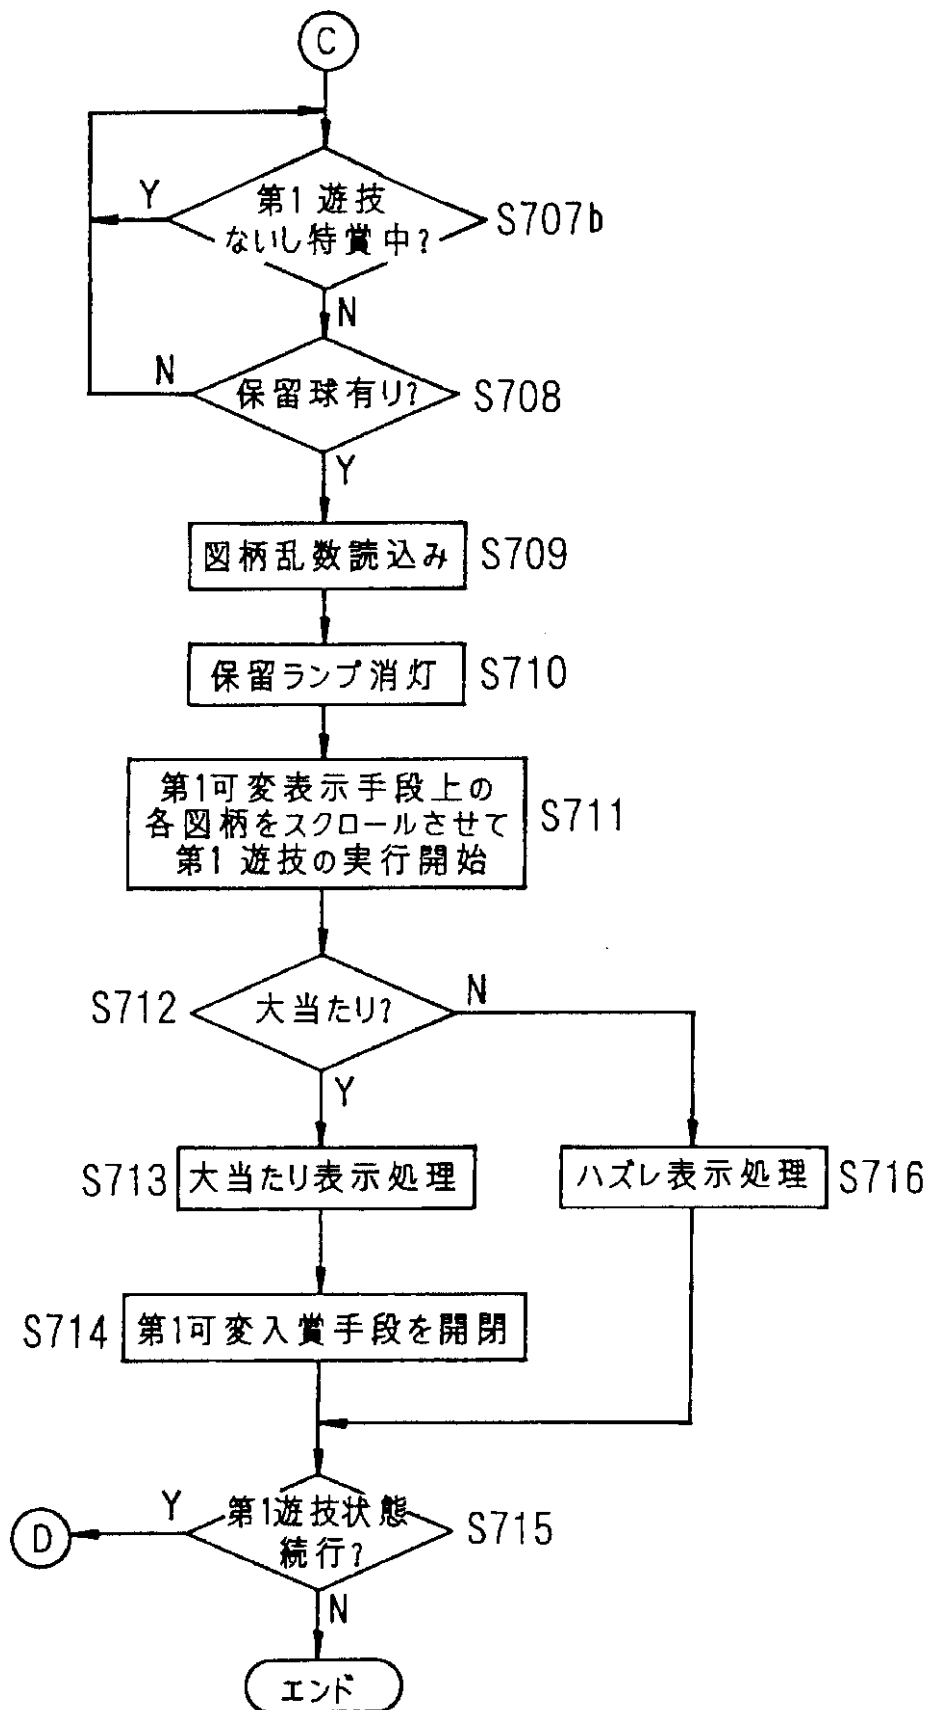 C
Y
第1遊技
ないし特賞中?
S707b
N
N
保留球有り?
S708
Y
図柄乱数読込み
S709
保留ランプ消灯
S710
第1可変表示手段上の
各図柄をスクロールさせて
第1遊技の実行開始
S711
S712
大当たり?
N
Y
S713
大当たり表示処理
ハズレ表示処理
S716
S714
第1可変入賞手段を開閉
D
Y
第1遊技状態
続行?
S715
N
エンド